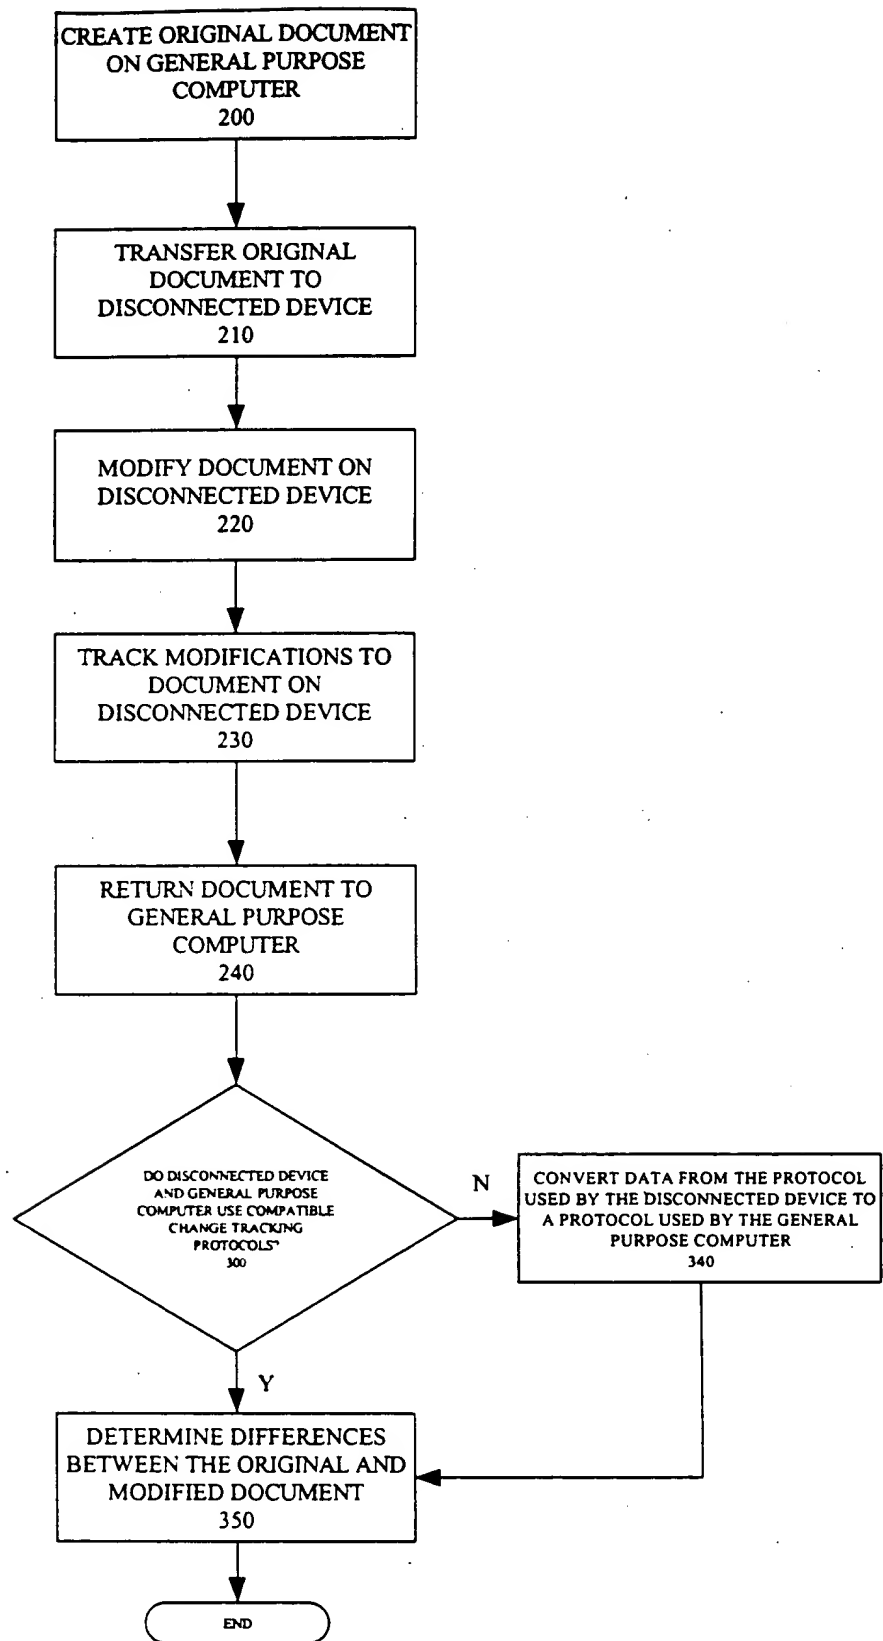 CREATE ORIGINAL DOCUMENT
ON GENERAL PURPOSE
COMPUTER
200
TRANSFER ORIGINAL
DOCUMENT TO
DISCONNECTED DEVICE
210
MODIFY DOCUMENT ON
DISCONNECTED DEVICE
220
TRACK MODIFICATIONS TO
DOCUMENT ON
DISCONNECTED DEVICE
230
RETURN DOCUMENT TO
GENERAL PURPOSE
COMPUTER
240
DO DISCONNECTED DEVICE
AND GENERAL PURPOSE
COMPUTER USE COMPATIBLE
CHANGE TRACKING
PROTOCOLS?
300
N
CONVERT DATA FROM THE PROTOCOL
USED BY THE DISCONNECTED DEVICE TO
A PROTOCOL USED BY THE GENERAL
PURPOSE COMPUTER
340
Y
DETERMINE DIFFERENCES
BETWEEN THE ORIGINAL AND
MODIFIED DOCUMENT
350
END